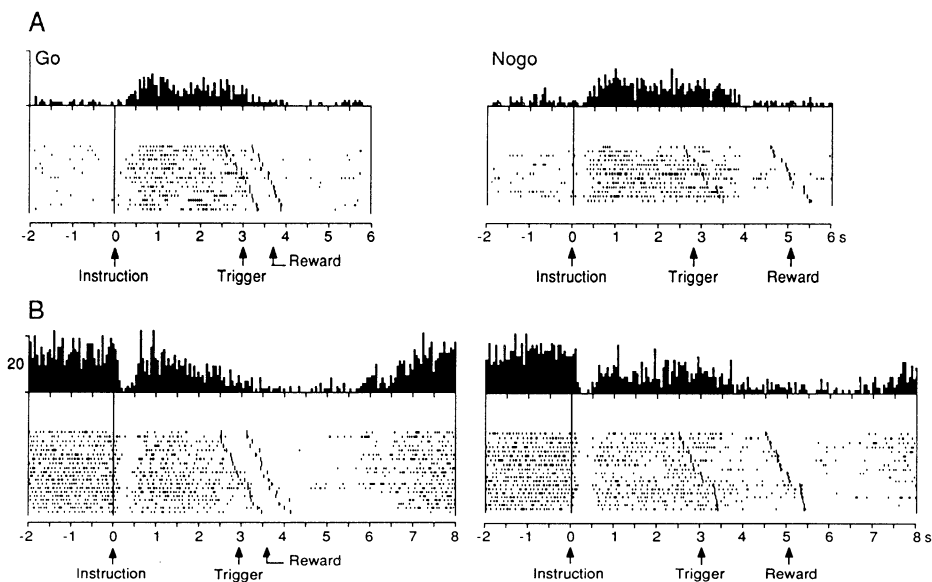 A
Go
Nogo
-2 -1 0 1 2 3 4 5 6
-2 -1 0 1 2 3 4 5 6 s
Instruction Trigger Reward
Instruction Trigger Reward
B
20
-2 -1 0 1 2 3 4 5 6 7 8
-2 -1 0 1 2 3 4 5 6 7 8 s
Instruction Trigger Reward
Instruction Trigger Reward